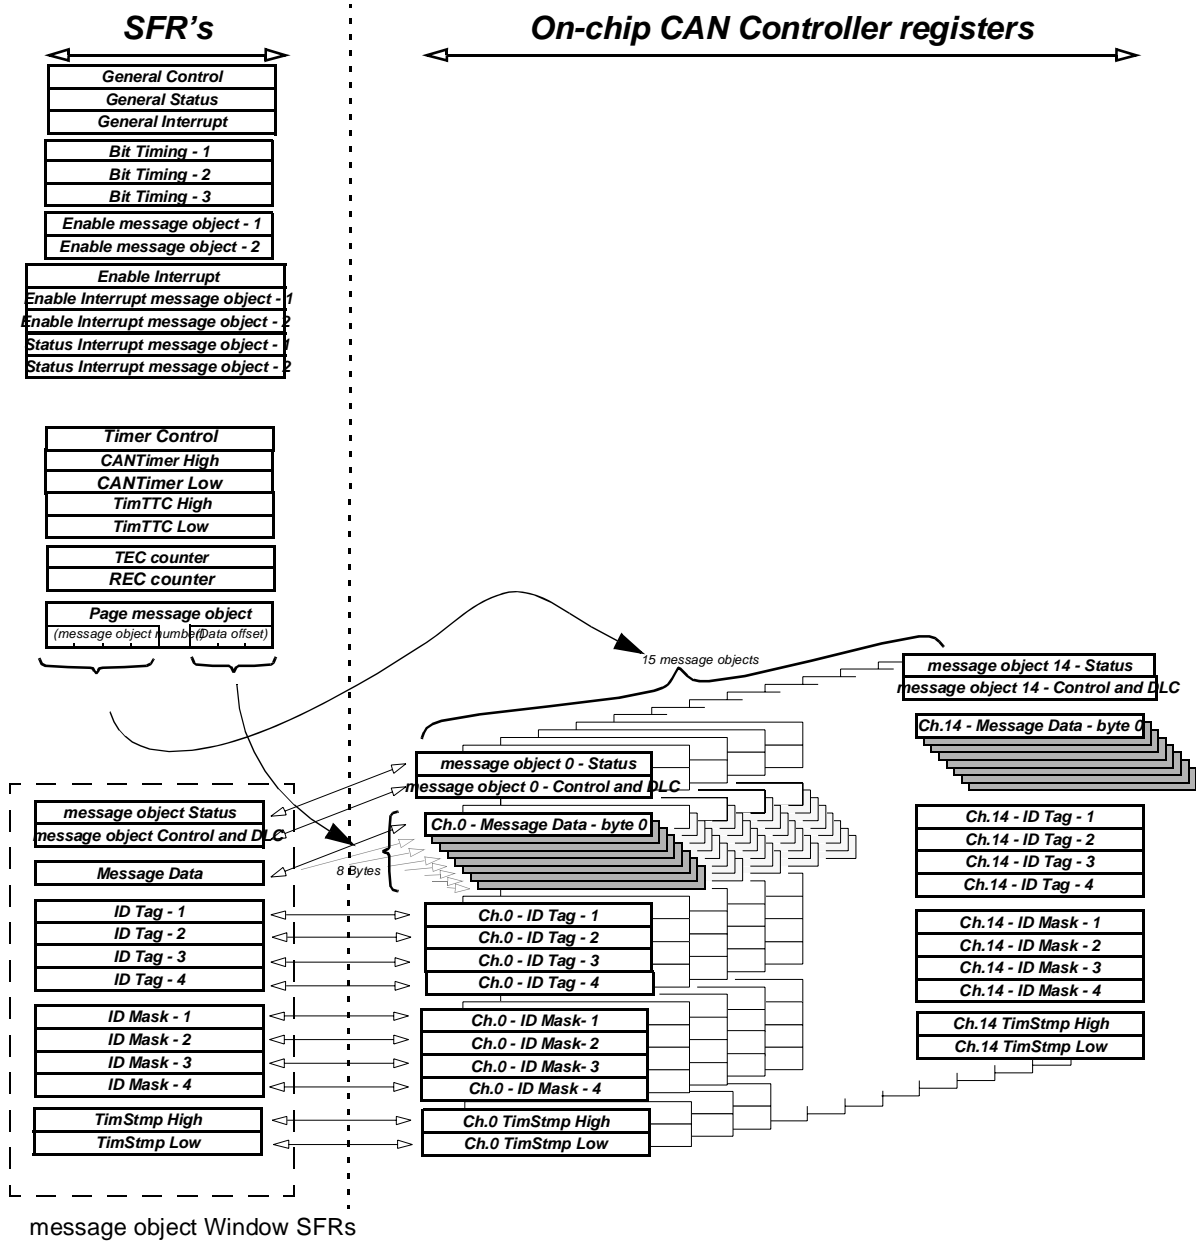 SFR's
On-chip CAN Controller registers
General Control
General Status
General Interrupt
Bit Timing - 1
Bit Timing - 2
Bit Timing - 3
Enable message object - 1
Enable message object - 2
Enable Interrupt
Enable Interrupt message object - 1
Enable Interrupt message object - 2
Status Interrupt message object - 1
Status Interrupt message object - 2
Timer Control
CANTimer High
CANTimer Low
TimTTC High
TimTTC Low
TEC counter
REC counter
Page message object
(message object number)
(Data offset)
15 message objects
message object 14 - Status
message object 14 - Control and DLC
Ch.14 - Message Data - byte 0
Ch.14 - ID Tag - 1
Ch.14 - ID Tag - 2
Ch.14 - ID Tag - 3
Ch.14 - ID Tag - 4
Ch.14 - ID Mask - 1
Ch.14 - ID Mask - 2
Ch.14 - ID Mask - 3
Ch.14 - ID Mask - 4
Ch.14 TimStmp High
Ch.14 TimStmp Low
message object 0 - Status
message object 0 - Control and DLC
Ch.0 - Message Data - byte 0
8 Bytes
Ch.0 - ID Tag - 1
Ch.0 - ID Tag - 2
Ch.0 - ID Tag - 3
Ch.0 - ID Tag - 4
Ch.0 - ID Mask- 1
Ch.0 - ID Mask- 2
Ch.0 - ID Mask- 3
Ch.0 - ID Mask - 4
Ch.0 TimStmp High
Ch.0 TimStmp Low
message object Status
message object Control and DLC
Message Data
ID Tag - 1
ID Tag - 2
ID Tag - 3
ID Tag - 4
ID Mask - 1
ID Mask - 2
ID Mask - 3
ID Mask - 4
TimStmp High
TimStmp Low
message object Window SFRs